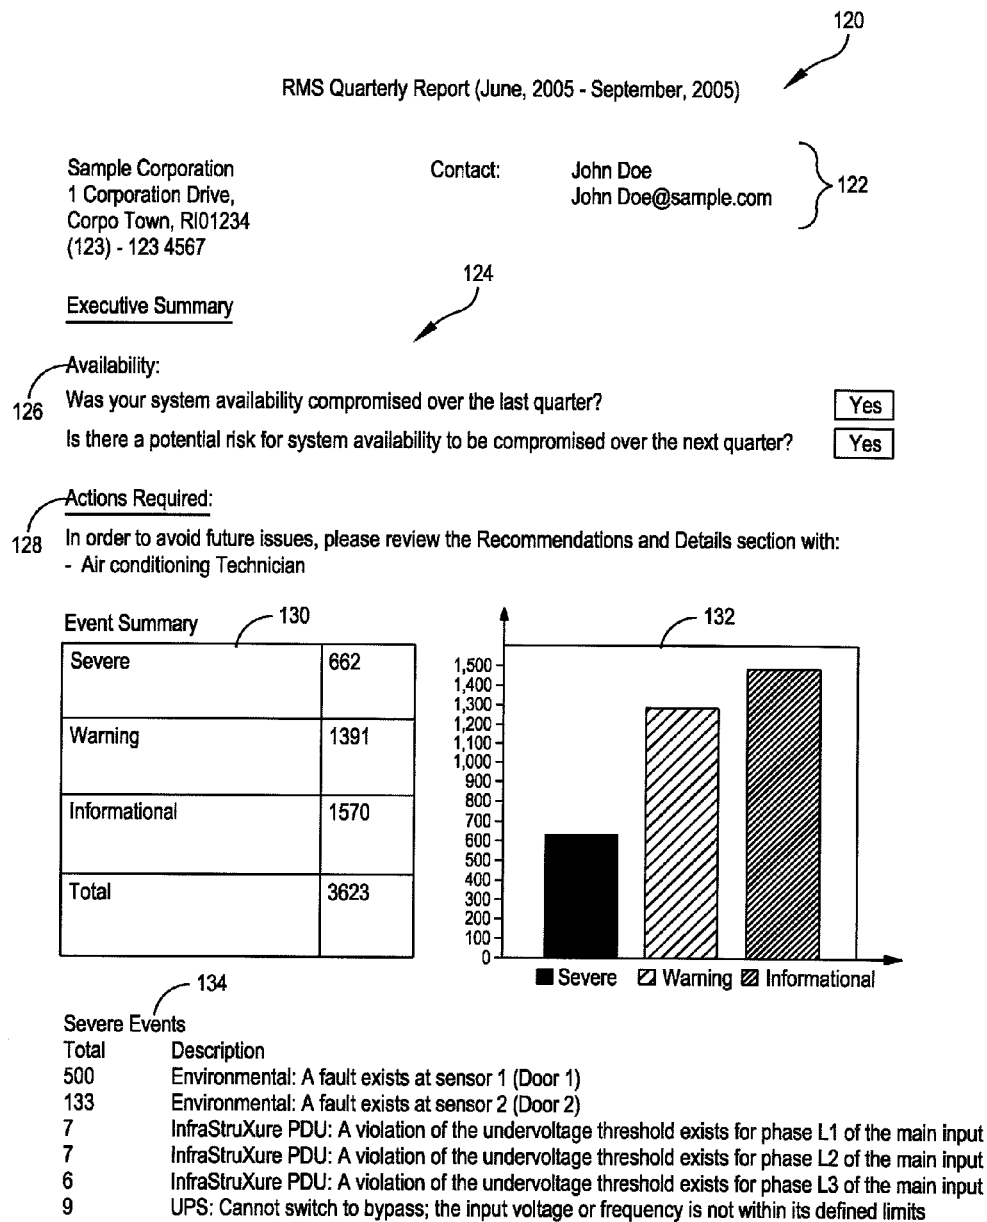 120
RMS Quarterly Report (June, 2005 - September, 2005)
Sample Corporation
1 Corporation Drive,
Corpo Town, RI01234
(123) - 123 4567
Contact: John Doe
John Doe@sample.com
122
124
Executive Summary
Availability:
126
Was your system availability compromised over the last quarter? Yes
Is there a potential risk for system availability to be compromised over the next quarter? Yes
Actions Required:
128
In order to avoid future issues, please review the Recommendations and Details section with:
- Air conditioning Technician
Event Summary
130
Severe 662
Warning 1391
Informational 1570
Total 3623
132
1,500
1,400
1,300
1,200
1,100
1,000
900
800
700
600
500
400
300
200
100
0
Severe Warning Informational
134
Severe Events
Total Description
500 Environmental: A fault exists at sensor 1 (Door 1)
133 Environmental: A fault exists at sensor 2 (Door 2)
7 InfraStruXure PDU: A violation of the undervoltage threshold exists for phase L1 of the main input
7 InfraStruXure PDU: A violation of the undervoltage threshold exists for phase L2 of the main input
6 InfraStruXure PDU: A violation of the undervoltage threshold exists for phase L3 of the main input
9 UPS: Cannot switch to bypass; the input voltage or frequency is not within its defined limits